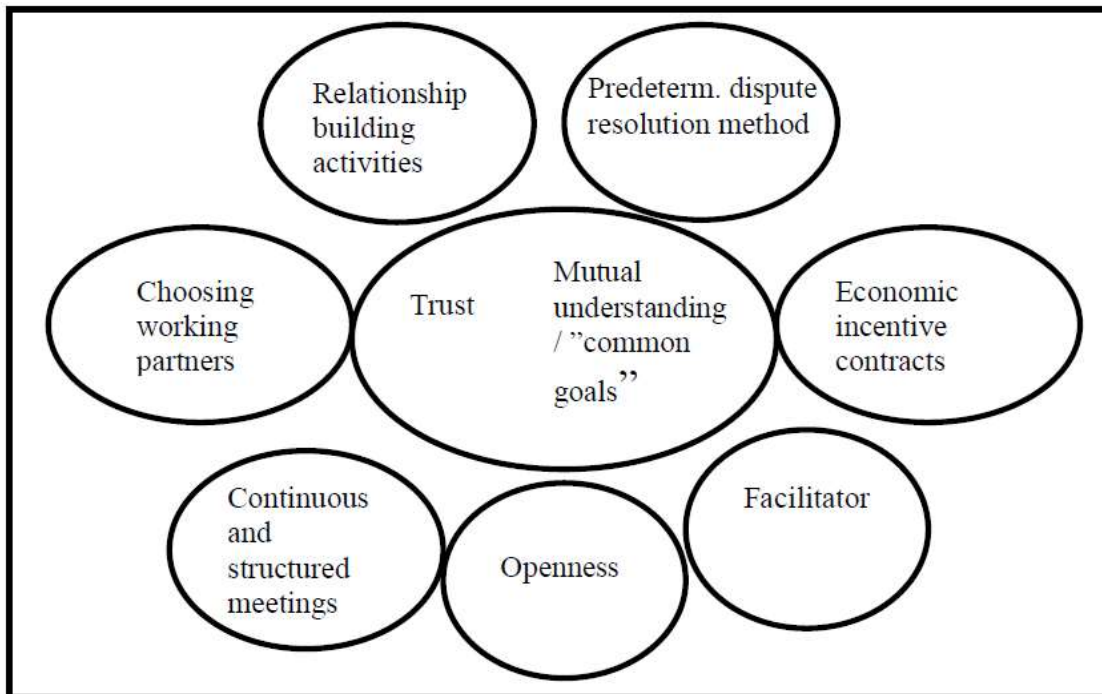 Relationship
building
activities
Predeterm. dispute
resolution method
Choosing
working
partners
Trust
Mutual
understanding
/ ”common
goals”
Economic
incentive
contracts
Continuous
and
structured
meetings
Openness
Facilitator